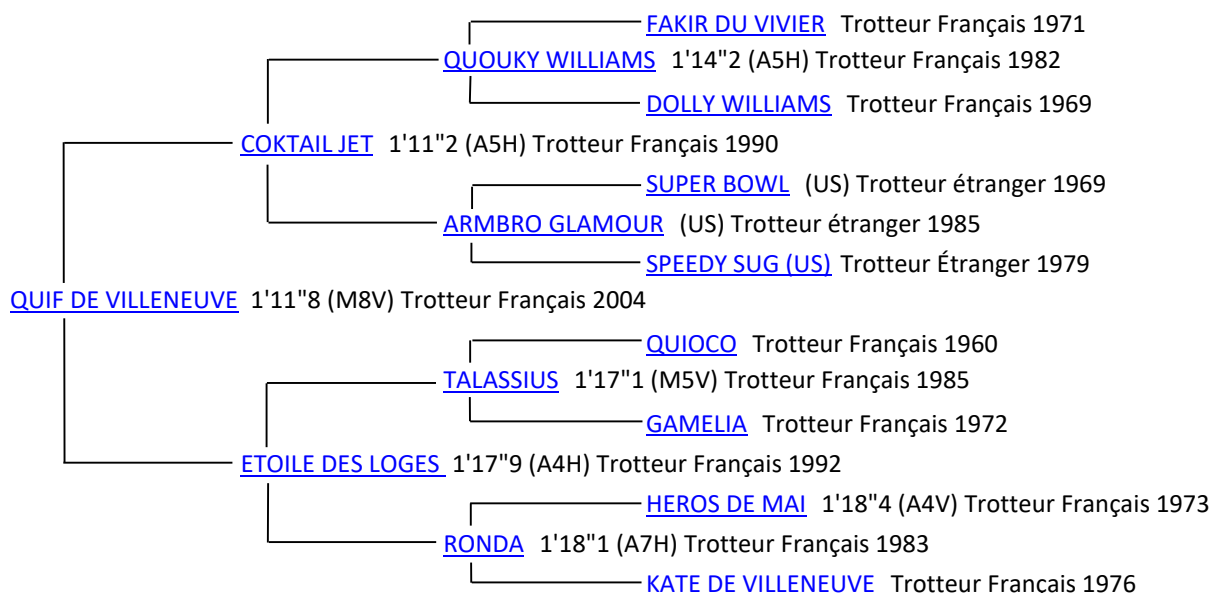 FAKIR DU VIVIER Trotteur Français 1971
QUOUKY WILLIAMS 1'14"2 (A5H) Trotteur Français 1982
DOLLY WILLIAMS Trotteur Français 1969
COKTAIL JET 1'11"2 (A5H) Trotteur Français 1990
SUPER BOWL (US) Trotteur étranger 1969
ARMBRO GLAMOUR (US) Trotteur étranger 1985
SPEEDY SUG (US) Trotteur Étranger 1979
QUIF DE VILLENEUVE 1'11"8 (M8V) Trotteur Français 2004
QUIOCO Trotteur Français 1960
TALASSIUS 1'17"1 (M5V) Trotteur Français 1985
GAMELIA Trotteur Français 1972
ETOILE DES LOGES 1'17"9 (A4H) Trotteur Français 1992
HEROS DE MAI 1'18"4 (A4V) Trotteur Français 1973
RONDA 1'18"1 (A7H) Trotteur Français 1983
KATE DE VILLENEUVE Trotteur Français 1976